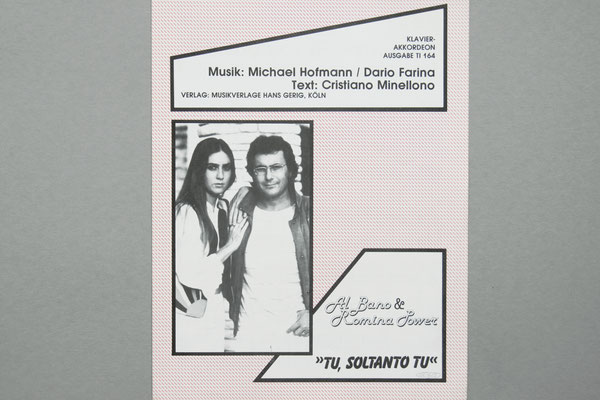 KLAVIER-
AKKORDEON
AUSGABE TI 164
Musik: Michael Hofmann / Dario Farina
Text: Cristiano Minellono
VERLAG: MUSIKVERLAGE HANS GERIG, KÖLN
Al Bano &
Romina Power
»TU, SOLTANTO TU«